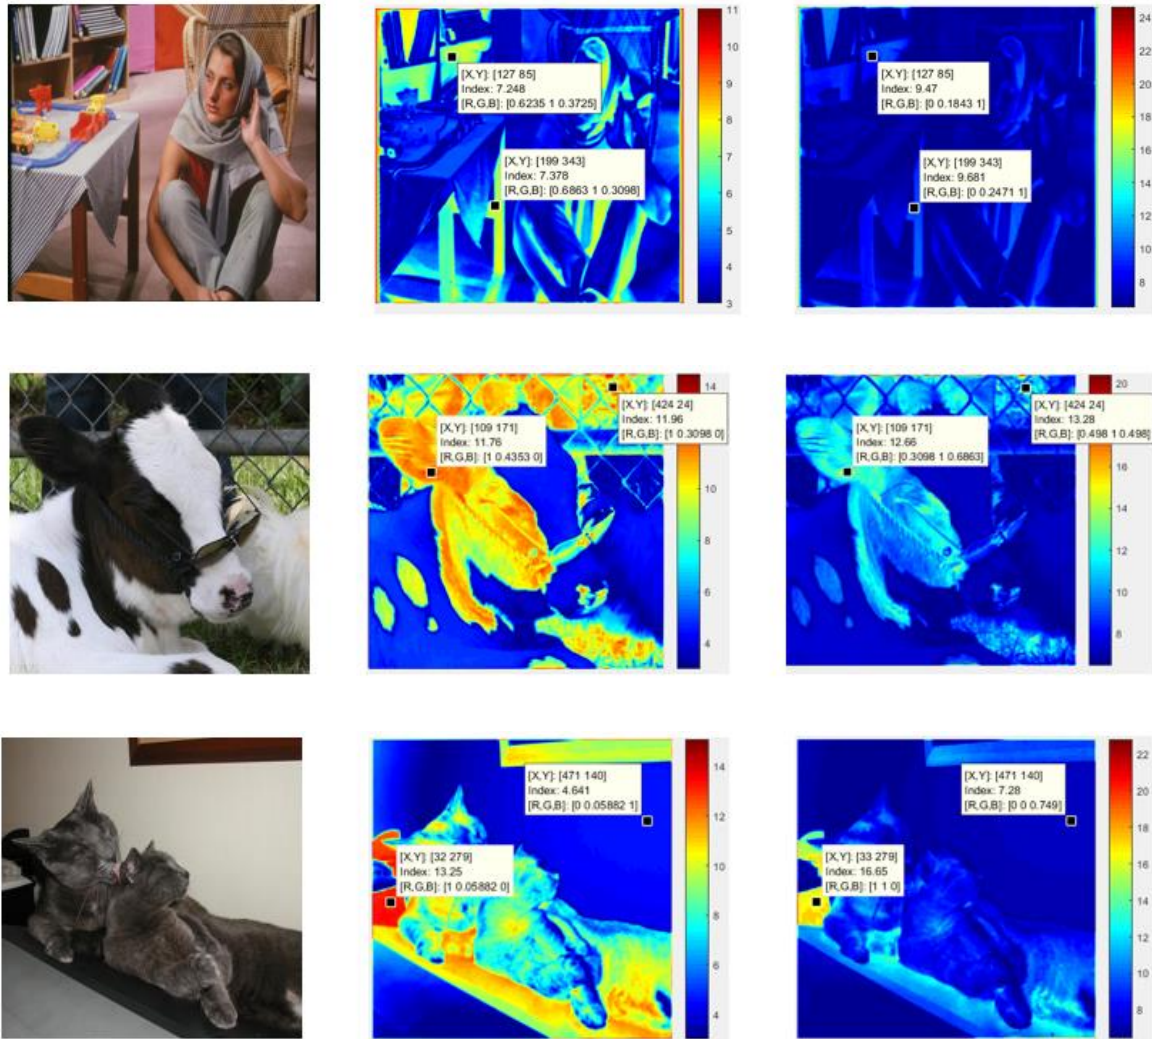 11
10
9
8
7
6
5
4
3
[X,Y]: [127 85]
Index: 7.248
[R,G,B]: [0.6235 1 0.3725]
[X,Y]: [199 343]
Index: 7.378
[R,G,B]: [0.6863 1 0.3098]
24
22
20
18
16
14
12
10
8
[X,Y]: [127 85]
Index: 9.47
[R,G,B]: [0 0.1843 1]
[X,Y]: [199 343]
Index: 9.681
[R,G,B]: [0 0.2471 1]
14
10
8
6
4
[X,Y]: [424 24]
Index: 11.96
[R,G,B]: [1 0.3098 0]
[X,Y]: [109 171]
Index: 11.76
[R,G,B]: [1 0.4353 0]
20
16
14
12
10
8
[X,Y]: [424 24]
Index: 13.28
[R,G,B]: [0.498 1 0.498]
[X,Y]: [109 171]
Index: 12.66
[R,G,B]: [0.3098 1 0.6863]
14
12
10
8
6
4
[X,Y]: [471 140]
Index: 4.641
[R,G,B]: [0 0.05882 1]
[X,Y]: [32 279]
Index: 13.25
[R,G,B]: [1 0.05882 0]
22
20
18
16
14
12
10
8
[X,Y]: [471 140]
Index: 7.28
[R,G,B]: [0 0 0.749]
[X,Y]: [33 279]
Index: 16.65
[R,G,B]: [1 1 0]